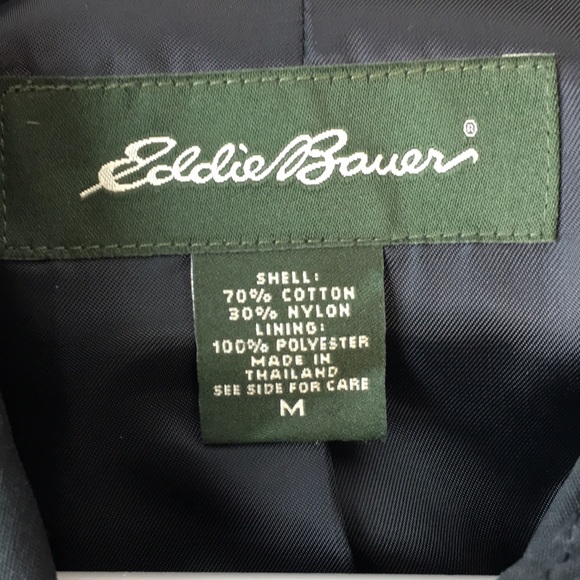 Eddie Bauer®
SHELL:
70% COTTON
30% NYLON
LINING:
100% POLYESTER
MADE IN
THAILAND
SEE SIDE FOR CARE
M